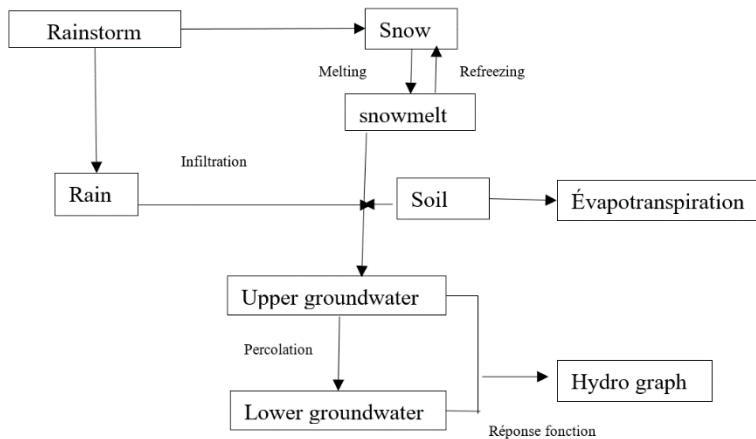 Rainstorm
Snow
Melting
Refreezing
snowmelt
Infiltration
Rain
Soil
Évapotranspiration
Upper groundwater
Percolation
Hydro graph
Lower groundwater
Réponse fonction